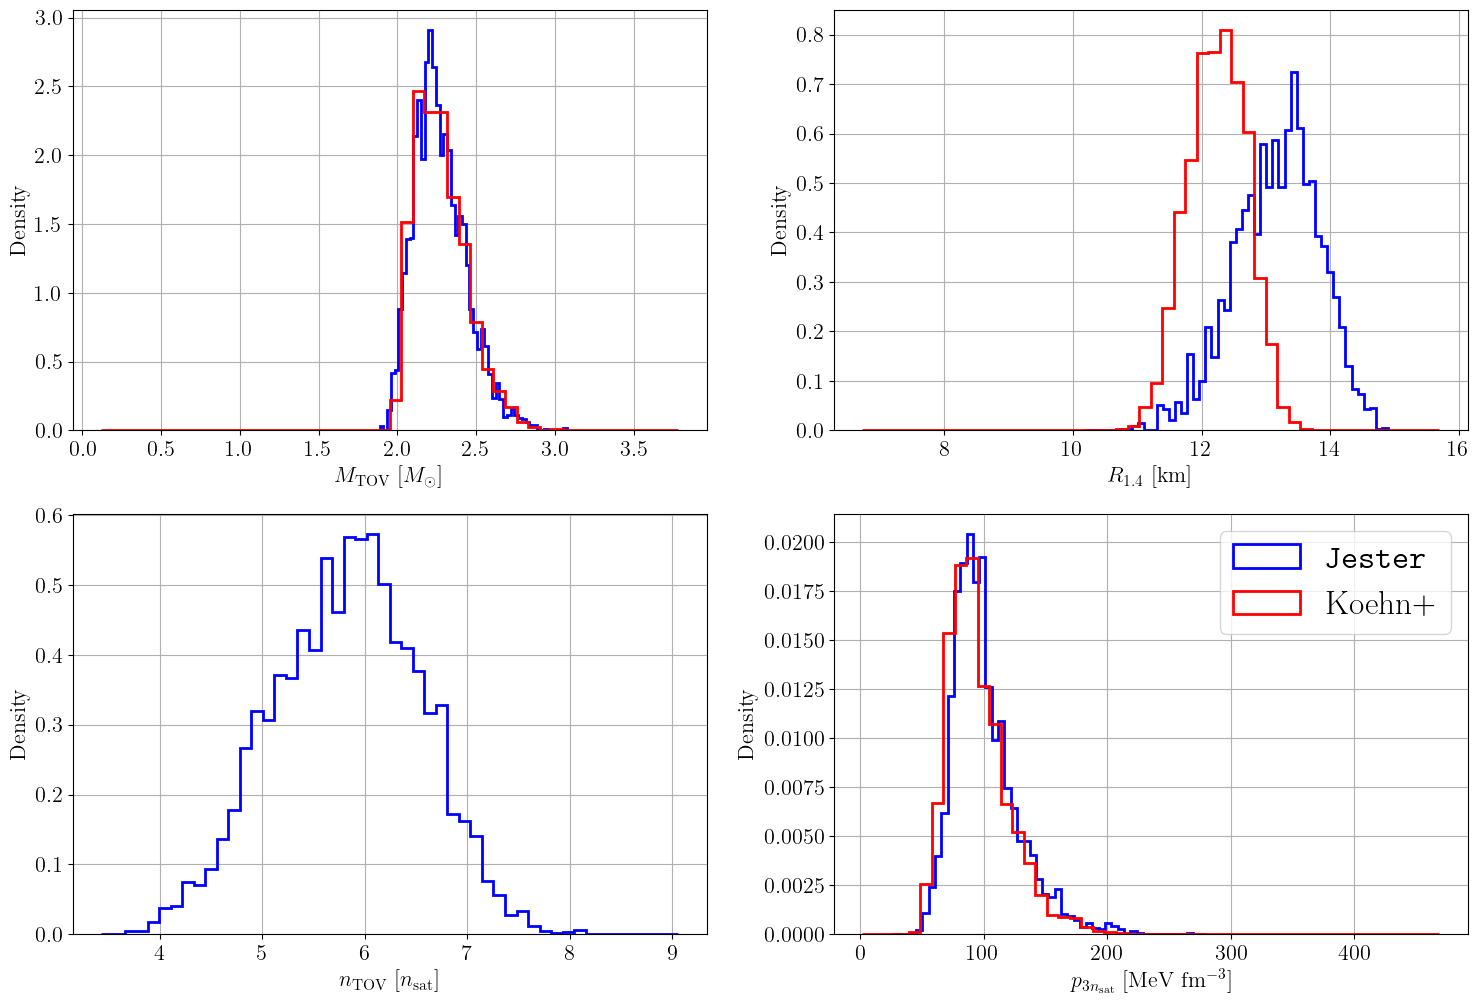 3.0
2.5
2.0
1.5
1.0
0.5
0.0
Density
0.0 0.5 1.0 1.5 2.0 2.5 3.0 3.5
M_TOV [M_⊙]
0.8
0.7
0.6
0.5
0.4
0.3
0.2
0.1
0.0
Density
8 10 12 14 16
R_1.4 [km]
0.6
0.5
0.4
0.3
0.2
0.1
0.0
Density
4 5 6 7 8 9
n_TOV [n_sat]
0.0200
0.0175
0.0150
0.0125
0.0100
0.0075
0.0050
0.0025
0.0000
Density
Jester
Koehn+
0 100 200 300 400
p_3n_sat [MeV fm⁻³]